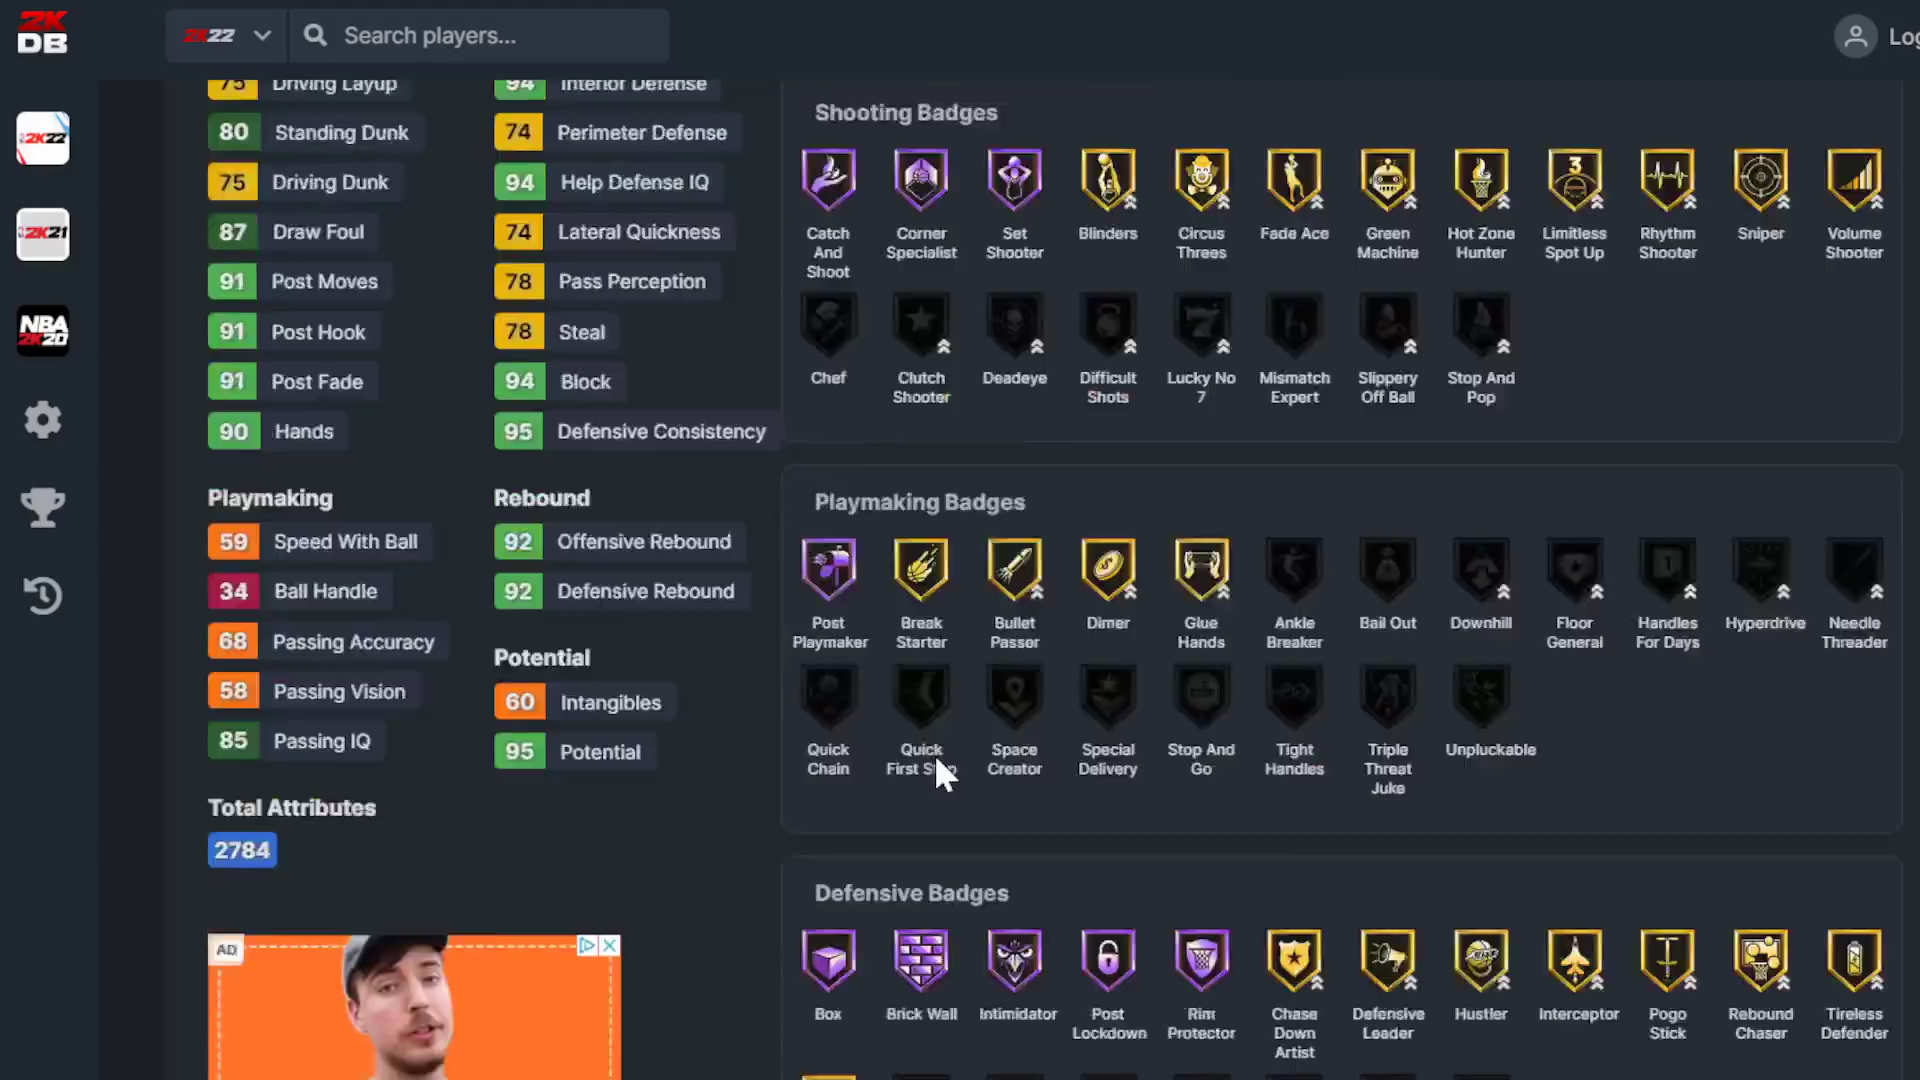 2K
DB
2K22
Search players...
Log
2K22
2K21
NBA
2K20
75 Driving Layup
80 Standing Dunk
75 Driving Dunk
87 Draw Foul
91 Post Moves
91 Post Hook
91 Post Fade
90 Hands
94 Interior Defense
74 Perimeter Defense
94 Help Defense IQ
74 Lateral Quickness
78 Pass Perception
78 Steal
94 Block
95 Defensive Consistency
Playmaking
59 Speed With Ball
34 Ball Handle
68 Passing Accuracy
58 Passing Vision
85 Passing IQ
Rebound
92 Offensive Rebound
92 Defensive Rebound
Potential
60 Intangibles
95 Potential
Total Attributes
2784
AD
Shooting Badges
3
Catch
And
Shoot
Corner
Specialist
Set
Shooter
Blinders
Circus
Threes
Fade Ace
Green
Machine
Hot Zone
Hunter
Limitless
Spot Up
Rhythm
Shooter
Sniper
Volume
Shooter
Chef
Clutch
Shooter
Deadeye
Difficult
Shots
Lucky No
7
Mismatch
Expert
Slippery
Off Ball
Stop And
Pop
Playmaking Badges
Post
Playmaker
Break
Starter
Bullet
Passer
Dimer
Glue
Hands
Ankle
Breaker
Bail Out
Downhill
Floor
General
Handles
For Days
Hyperdrive
Needle
Threader
Quick
Chain
Quick
First Step
Space
Creator
Special
Delivery
Stop And
Go
Tight
Handles
Triple
Threat
Juke
Unpluckable
Defensive Badges
Box
Brick Wall
Intimidator
Post
Lockdown
Rim
Protector
Chase
Down
Artist
Defensive
Leader
Hustler
Interceptor
Pogo
Stick
Rebound
Chaser
Tireless
Defender